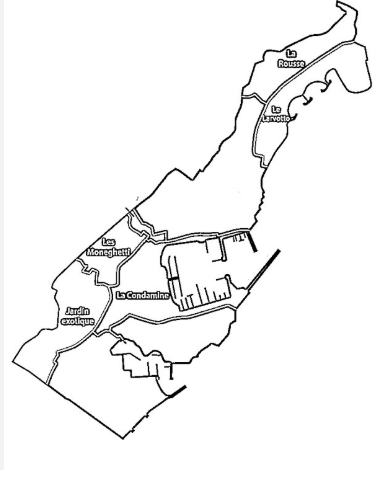 La
Rousse
Le
Larvotto
Les
Moneghetti
La Condamine
Jardin
exotique